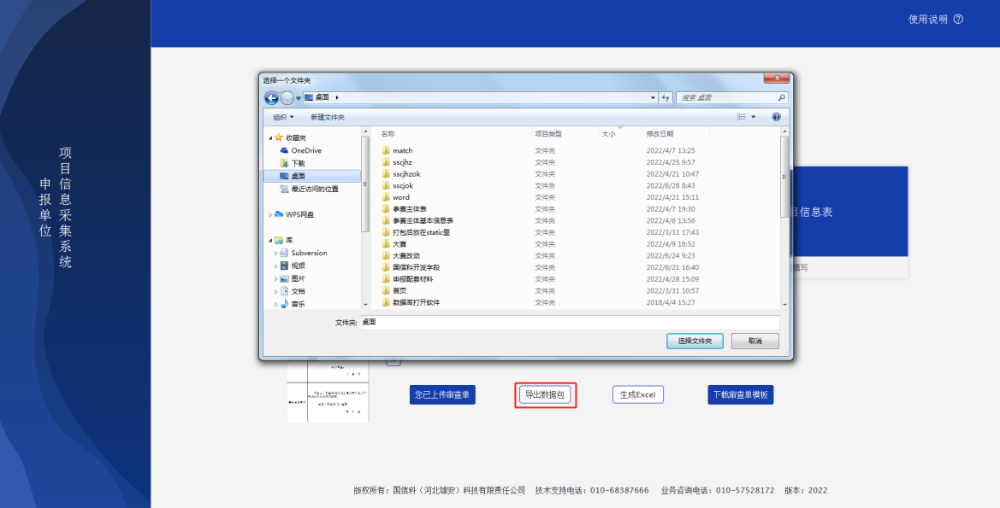 使用说明
项目信息采集系统
申报单位
选择一个文件夹
桌面
搜索 桌面
组织
新建文件夹
收藏夹
OneDrive
下载
桌面
最近访问的位置
WPS网盘
库
Subversion
视频
图片
文档
音乐
名称 项目类型 大小 修改日期
match 文件夹 2022/4/7 13:25
sscjhz 文件夹 2022/4/25 9:57
sscjhzok 文件夹 2022/4/21 10:47
sscjok 文件夹 2022/6/28 8:43
word 文件夹 2022/4/21 15:11
参赛主体表 文件夹 2022/4/7 19:30
参赛主体基本信息表 文件夹 2022/4/6 13:56
打包后放在static里 文件夹 2022/3/31 17:43
大赛 文件夹 2022/4/9 18:52
大赛改动 文件夹 2022/6/24 9:23
国信科开发字段 文件夹 2022/6/21 16:40
申报配套材料 文件夹 2022/4/28 15:09
首页 文件夹 2022/3/31 10:57
数据库打开软件 文件夹 2018/4/4 15:27
文件夹: 桌面
选择文件夹 取消
目信息表
填写
您已上传审查单 导出数据包 生成Excel 下载审查单模板
版权所有：国信科（河北雄安）科技有限责任公司 技术支持电话：010-68387666 业务咨询电话：010-57528172 版本：2022